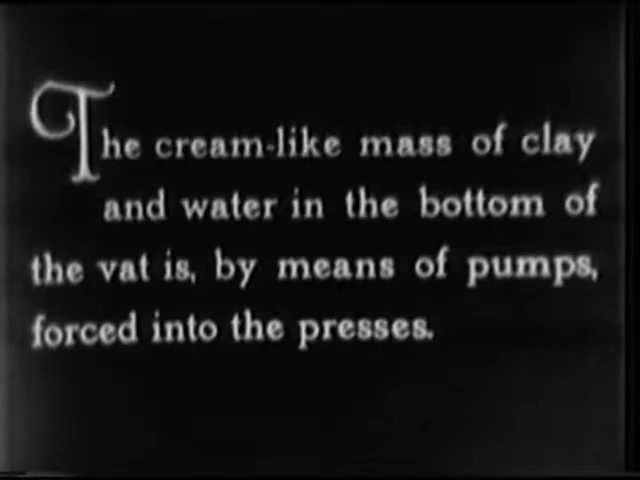 The cream-like mass of clay
and water in the bottom of
the vat is, by means of pumps,
forced into the presses.